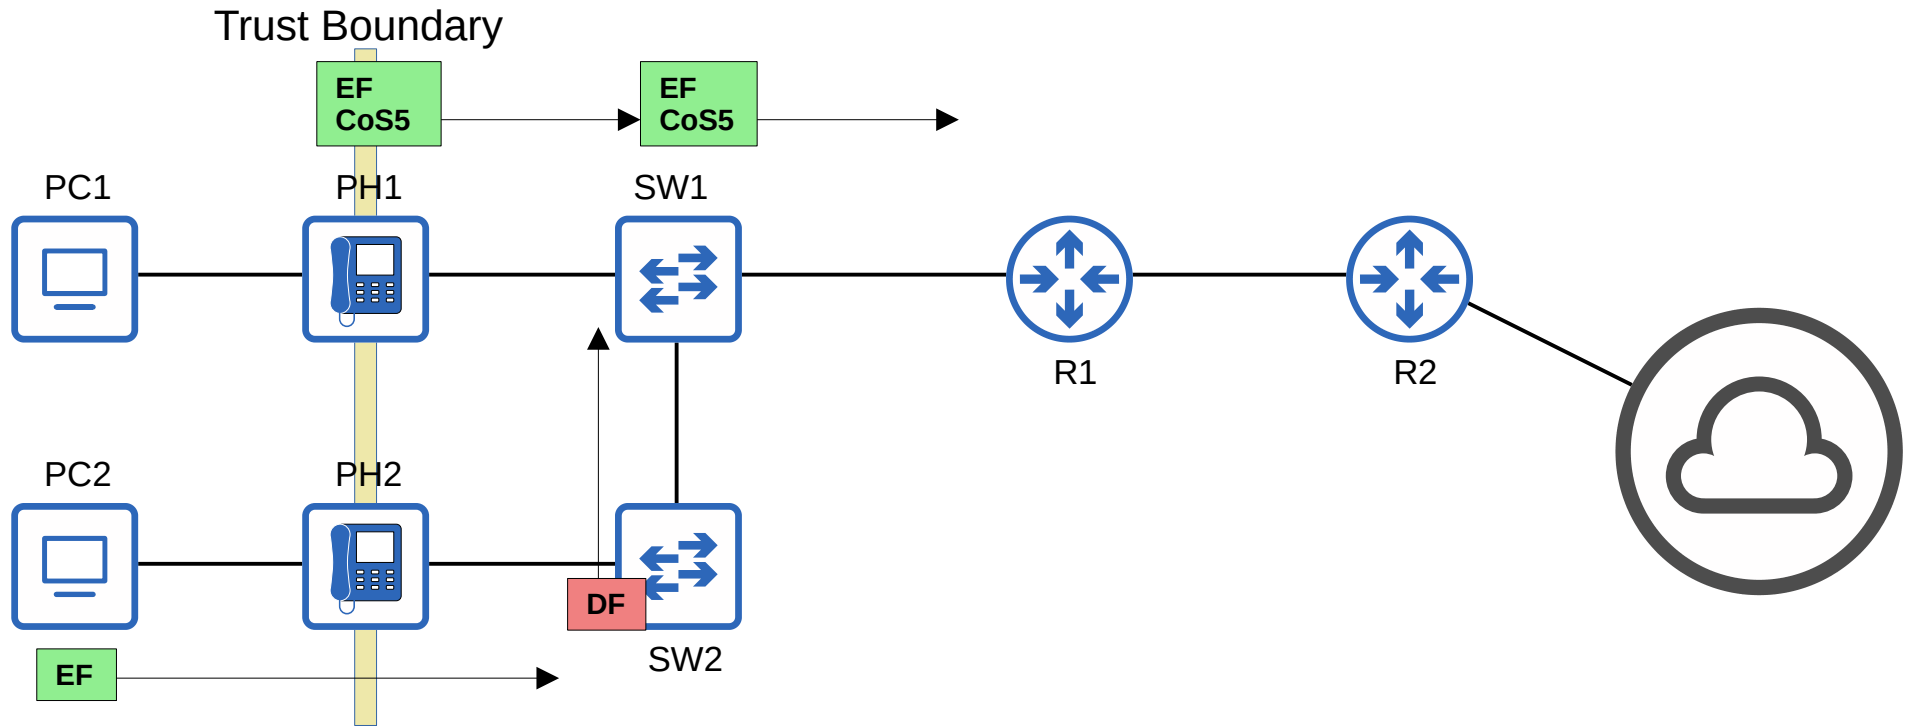 Trust Boundary
EF
CoS5
EF
CoS5
PC1
PH1
SW1
R1
R2
PC2
PH2
DF
SW2
EF